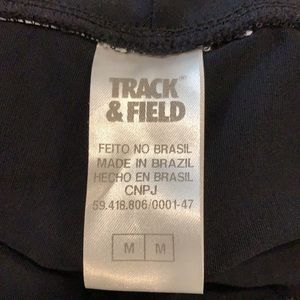 TRACK
& FIELD
FEITO NO BRASIL
MADE IN BRAZIL
HECHO EN BRASIL
CNPJ
59.418.806/0001-47
M M